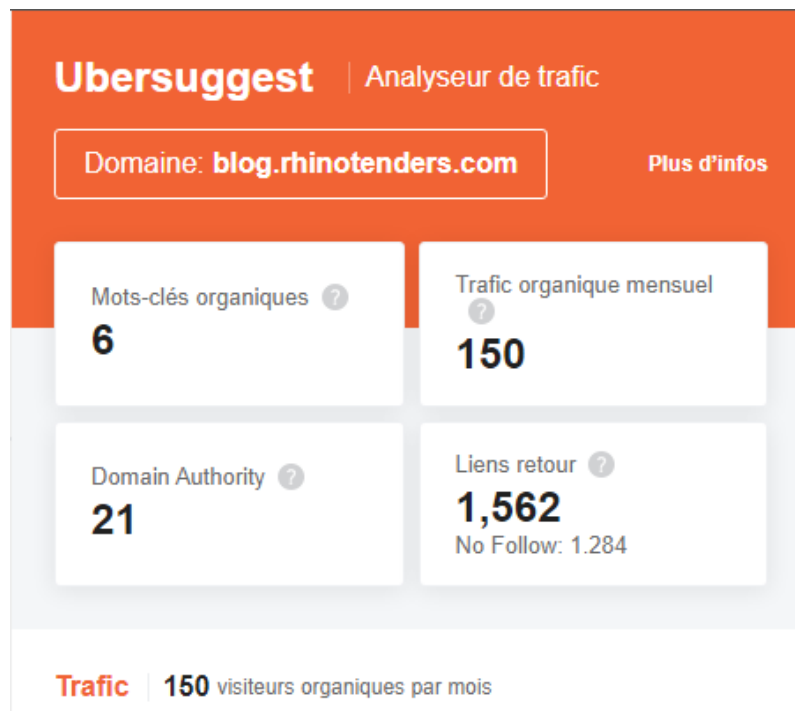 Ubersuggest Analyseur de trafic
Domaine: blog.rhinotenders.com
Plus d'infos
Mots-clés organiques ?
6
Trafic organique mensuel
?
150
Domain Authority ?
21
Liens retour ?
1,562
No Follow: 1.284
Trafic 150 visiteurs organiques par mois